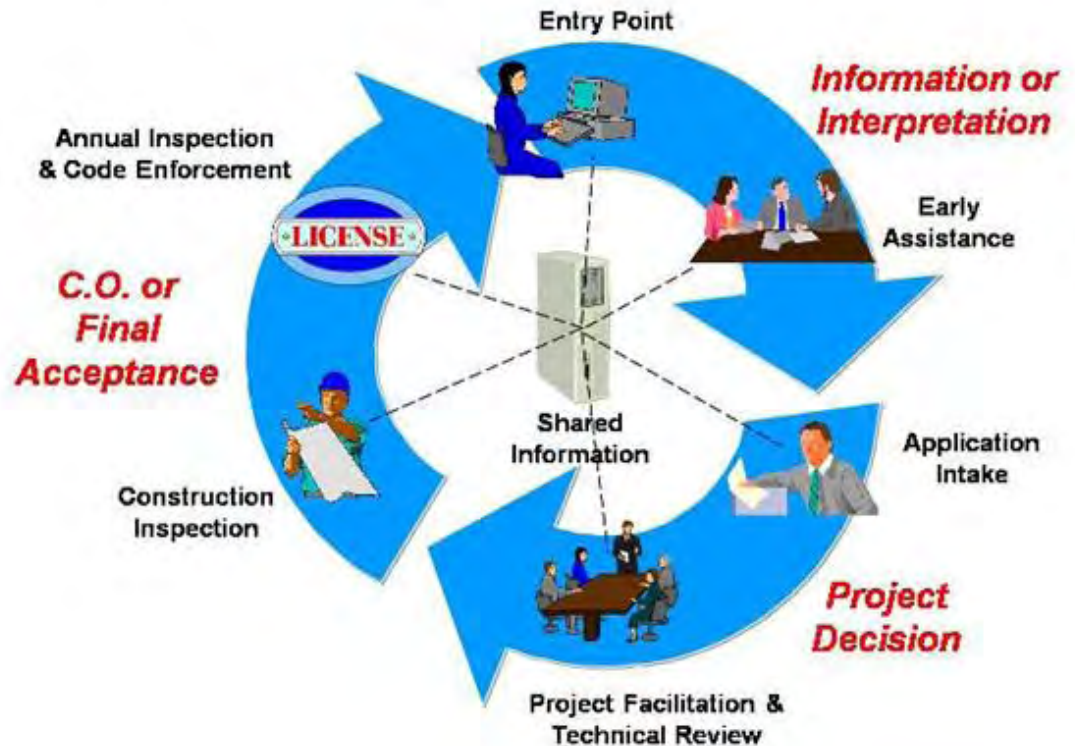 Entry Point
Information or
Interpretation
Annual Inspection
& Code Enforcement
LICENSE
Early
Assistance
C.O. or
Final
Acceptance
Shared
Information
Application
Intake
Construction
Inspection
Project
Decision
Project Facilitation &
Technical Review